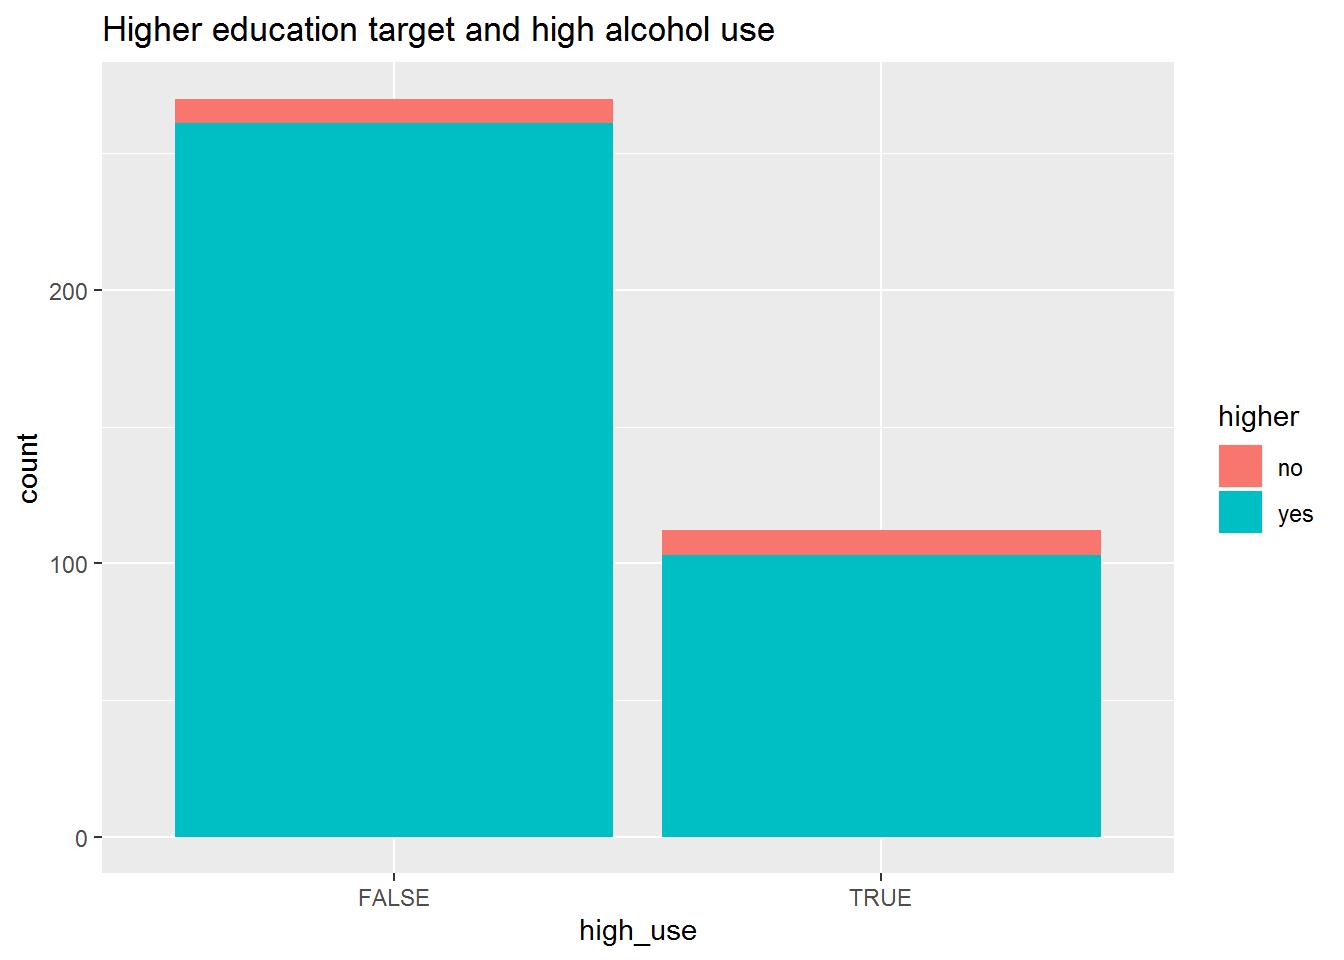 Higher education target and high alcohol use
count
200
100
0
FALSE
TRUE
high_use
higher
no
yes